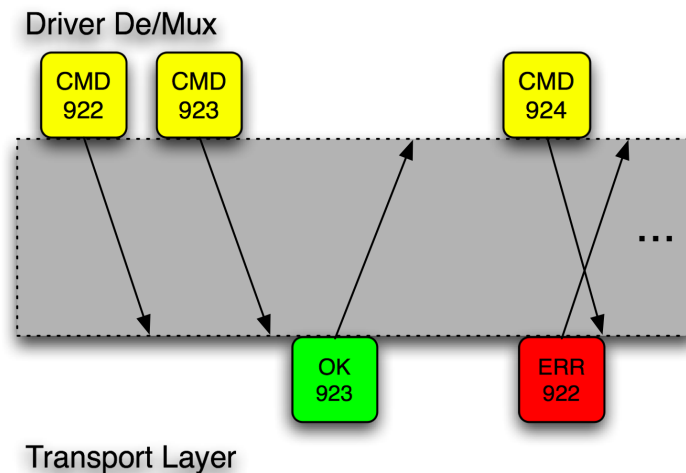 Driver De/Mux
CMD
922
CMD
923
CMD
924
...
OK
923
ERR
922
Transport Layer